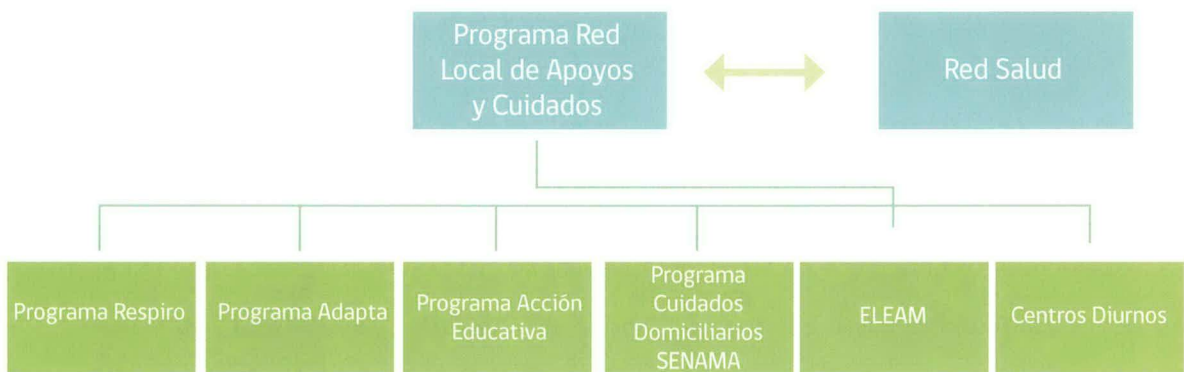 Programa Red
Local de Apoyos
y Cuidados
Red Salud
Programa Respiro
Programa Adapta
Programa Acción
Educativa
Programa
Cuidados
Domiciliarios
SENAMA
ELEAM
Centros Diurnos